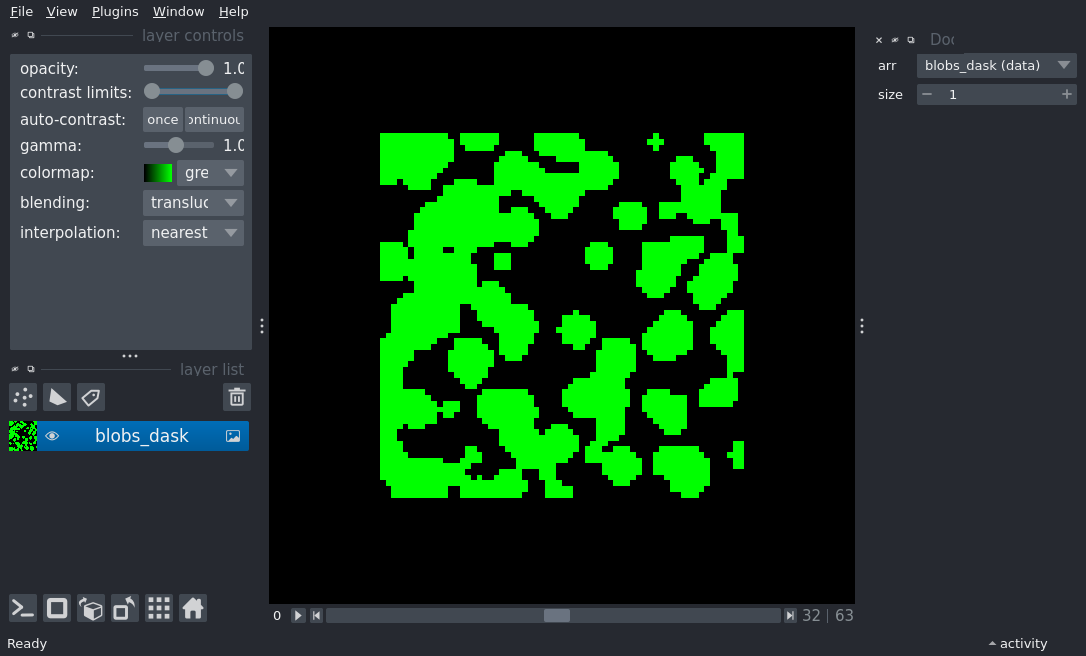 File View Plugins Window Help
layer controls
opacity: 1.0
contrast limits:
auto-contrast: once ontinuou
gamma: 1.0
colormap: gre
blending: transluc
interpolation: nearest
layer list
blobs_dask
0 32 | 63
Ready
Doc
arr blobs_dask (data)
size 1
activity